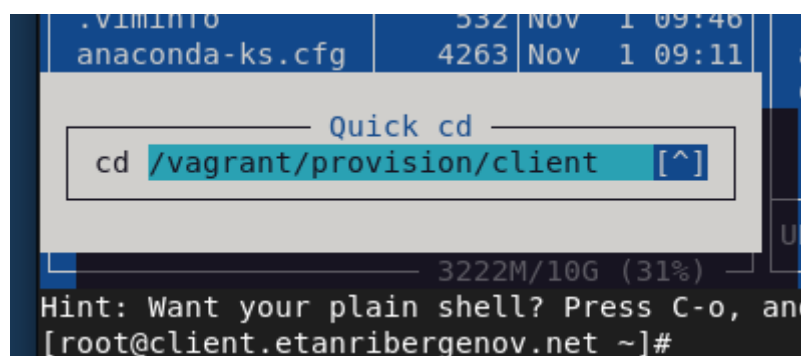 .viminfo 532 Nov 1 09:46
anaconda-ks.cfg 4263 Nov 1 09:11
Quick cd
cd /vagrant/provision/client [^]
3222M/10G (31%)
Hint: Want your plain shell? Press C-o, and
[root@client.etanribergenov.net ~]#